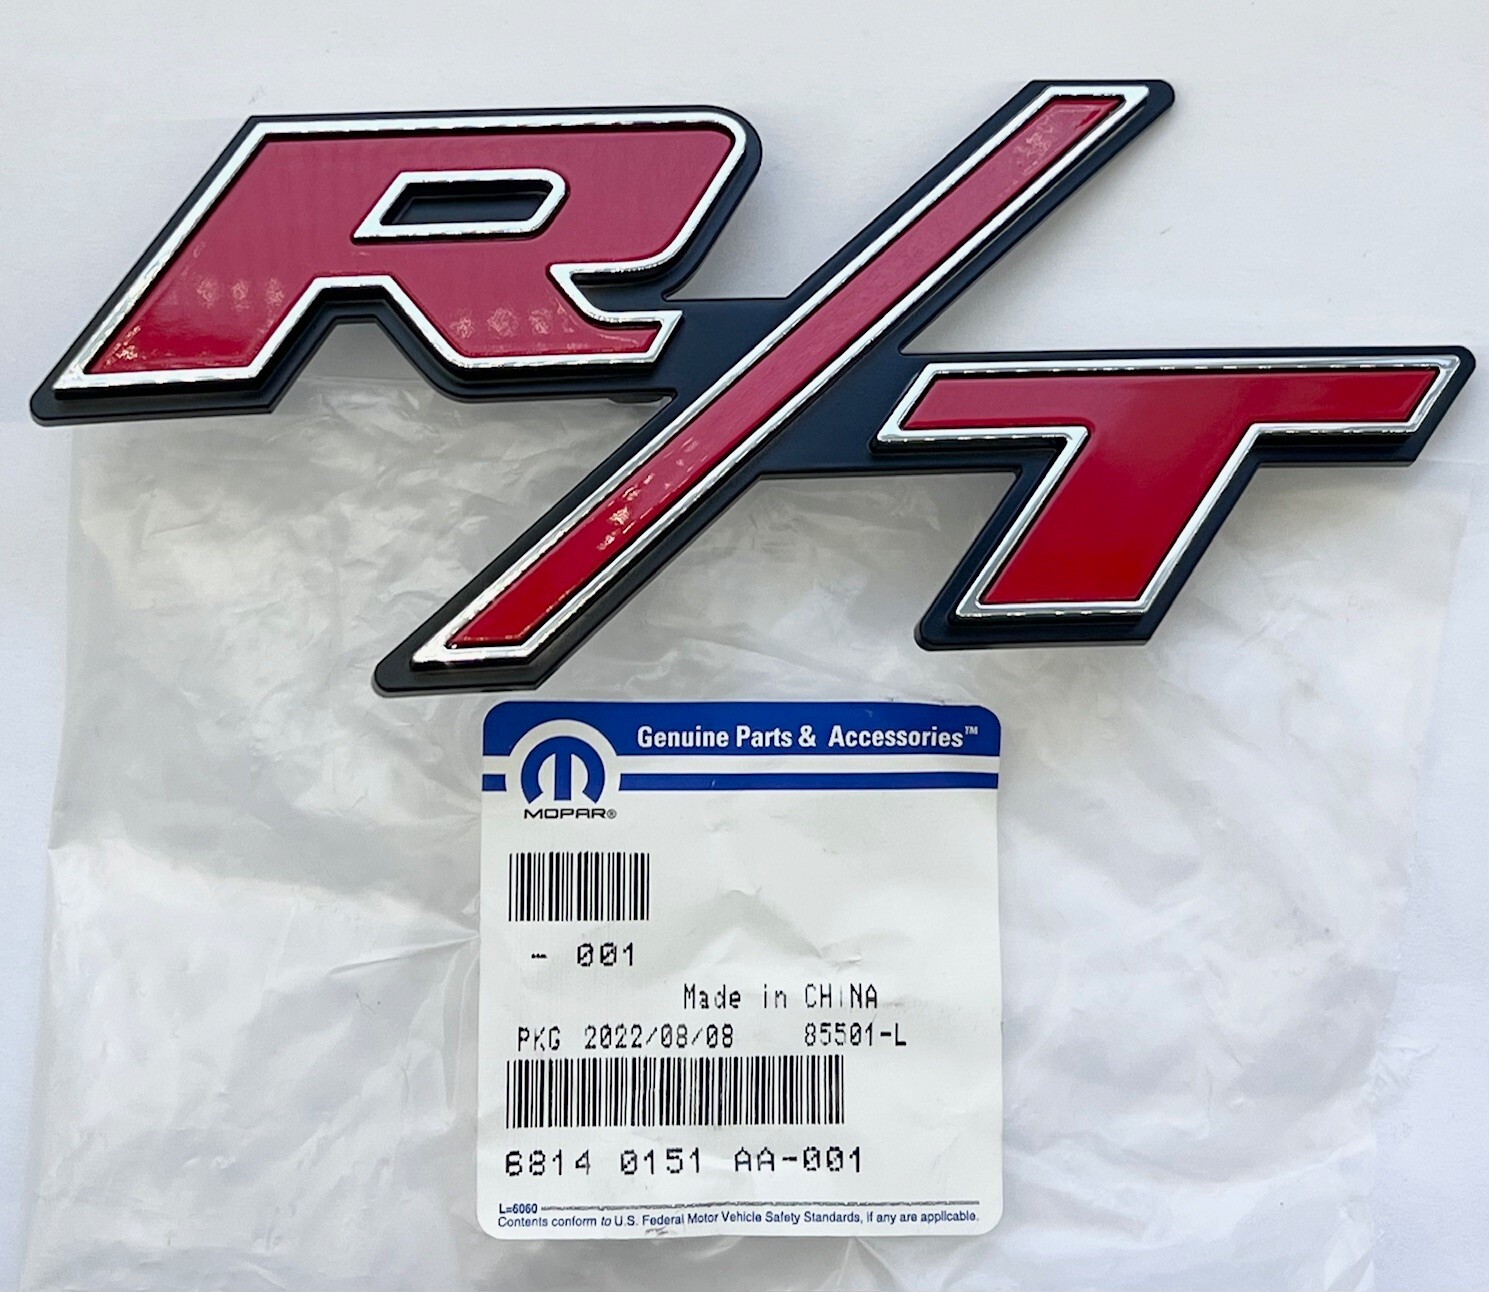 R/T
Genuine Parts & Accessories™
MOPAR®
- 001
Made in CHINA
PKG 2022/08/08 85501-L
6814 0151 AA-001
L=6060
Contents conform to U.S. Federal Motor Vehicle Safety Standards, if any are applicable.